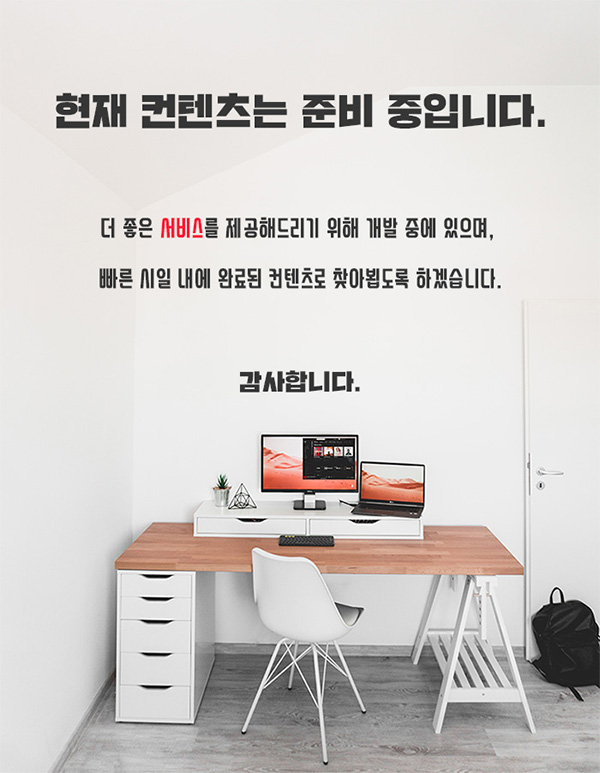 현재 컨텐츠는 준비 중입니다.
더 좋은 서비스를 제공해드리기 위해 개발 중에 있으며,
빠른 시일 내에 완료된 컨텐츠로 찾아뵙도록 하겠습니다.
감사합니다.